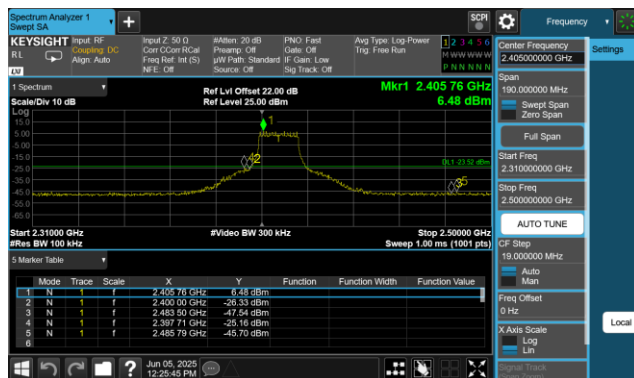 Spectrum Analyzer 1
Swept SA
+
SCPI
Frequency
KEYSIGHT
Input: RF
Input Z: 50 Ω
#Atten: 20 dB
PNO: Fast
Avg Type: Log-Power
1 2 3 4 5 6
RL
Coupling: DC
Corr CCorr RCal
Preamp: Off
Gate: Off
Trig: Free Run
M W W W W W
Align: Auto
Freq Ref: Int (S)
µW Path: Standard
IF Gain: Low
P N N N N N
LXI
NFE: Off
Source: Off
Sig Track: Off
1 Spectrum
Ref Lvl Offset 22.00 dB
Mkr1 2.405 76 GHz
Scale/Div 10 dB
Ref Level 25.00 dBm
6.48 dBm
Log
15.0
5.00
-5.00
-15.0
-25.0
-35.0
-45.0
-55.0
-65.0
1
2
3
5
DL1 -23.52 dBm
Start 2.31000 GHz
#Video BW 300 kHz
Stop 2.50000 GHz
#Res BW 100 kHz
Sweep 1.00 ms (1001 pts)
5 Marker Table
Mode Trace Scale X Y Function Function Width Function Value
1 N 1 f 2.405 76 GHz 6.48 dBm
2 N 1 f 2.400 00 GHz -26.33 dBm
3 N 1 f 2.483 50 GHz -47.54 dBm
4 N 1 f 2.397 71 GHz -25.16 dBm
5 N 1 f 2.485 79 GHz -45.70 dBm
6
Center Frequency
2.405000000 GHz
Settings
Span
190.000000 MHz
Swept Span
Zero Span
Full Span
Start Freq
2.310000000 GHz
Stop Freq
2.500000000 GHz
AUTO TUNE
CF Step
19.000000 MHz
Auto
Man
Freq Offset
0 Hz
X Axis Scale
Log
Lin
Local
Signal Track
(Span Zoom)
?
Jun 05, 2025
12:25:45 PM